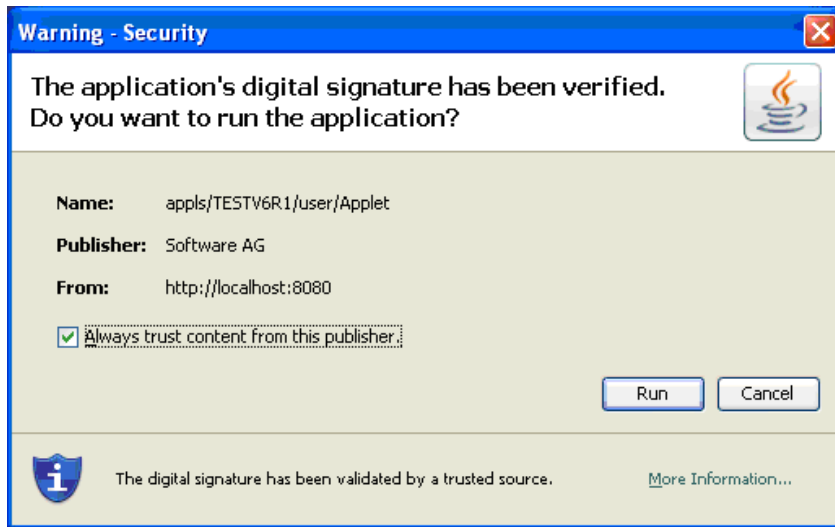 Warning - Security
The application's digital signature has been verified.
Do you want to run the application?
Name: appls/TESTV6R1/user/Applet
Publisher: Software AG
From: http://localhost:8080
Always trust content from this publisher.
Run Cancel
The digital signature has been validated by a trusted source. More Information...